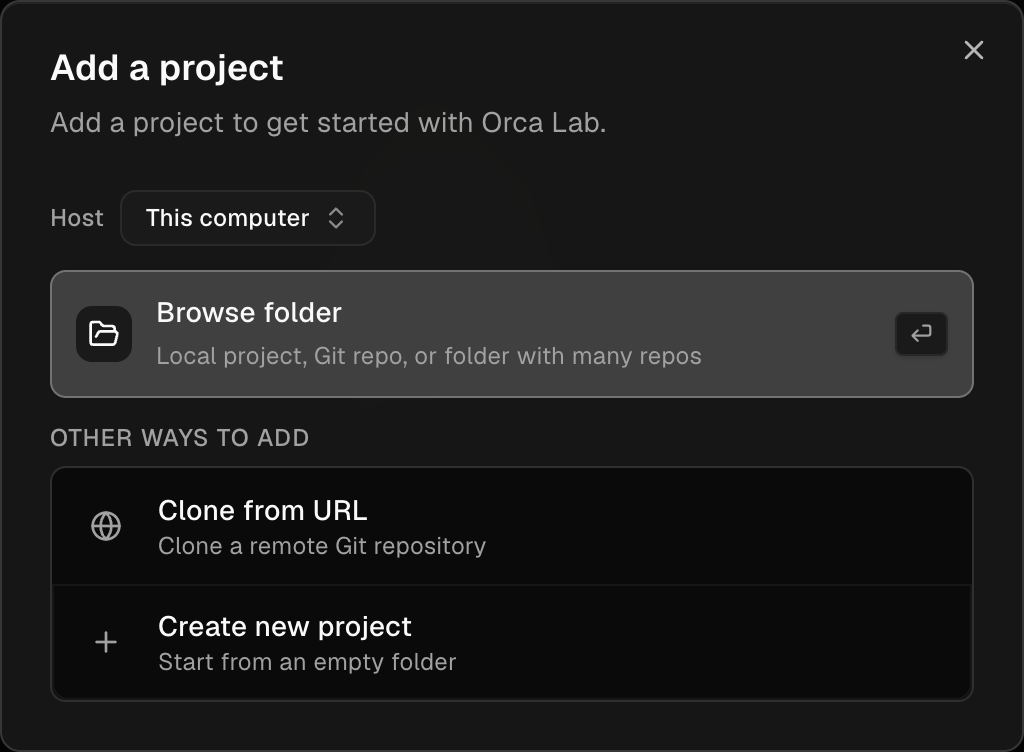 Add a project
Add a project to get started with Orca Lab.
Host
This computer
Browse folder
Local project, Git repo, or folder with many repos
OTHER WAYS TO ADD
Clone from URL
Clone a remote Git repository
Create new project
Start from an empty folder